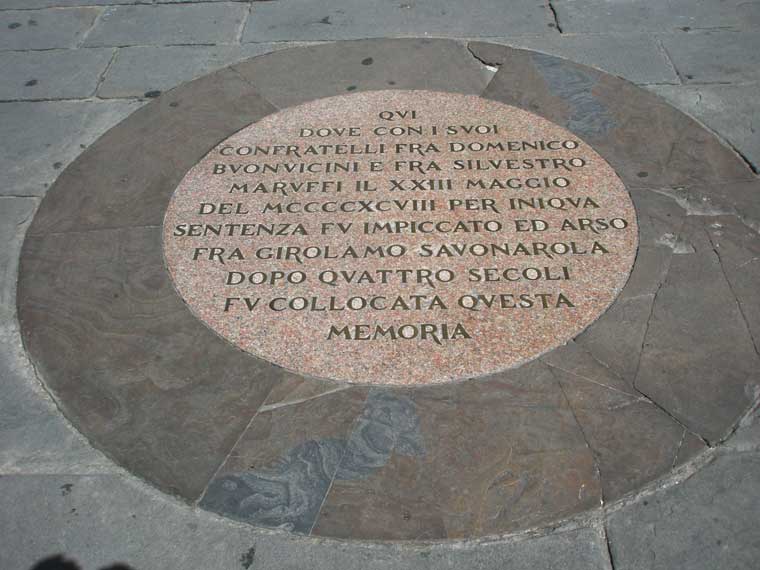 QVI
DOVE CON I SVOI
CONFRATELLI FRA DOMENICO
BVONVICINI E FRA SILVESTRO
MARVFFI IL XXIII MAGGIO
DEL MCCCCXCVIII PER INIQVA
SENTENZA FV IMPICCATO ED ARSO
FRA GIROLAMO SAVONAROLA
DOPO QVATTRO SECOLI
FV COLLOCATA QVESTA
MEMORIA